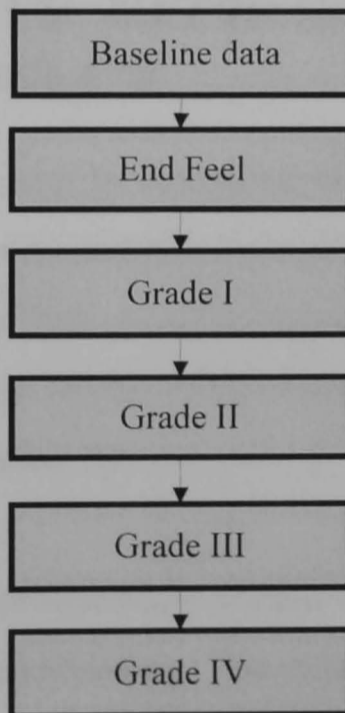 Baseline data
End Feel
Grade I
Grade II
Grade III
Grade IV